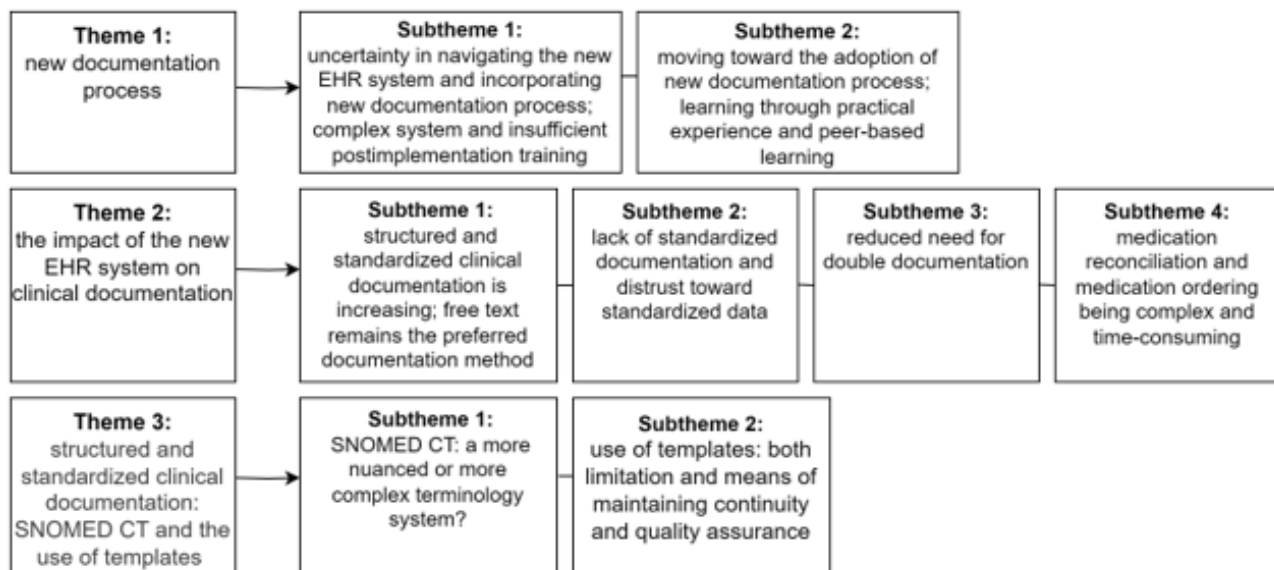 Theme 1:
new documentation
process
Subtheme 1:
uncertainty in navigating the new
EHR system and incorporating
new documentation process;
complex system and insufficient
postimplementation training
Subtheme 2:
moving toward the adoption of
new documentation process;
learning through practical
experience and peer-based
learning
Theme 2:
the impact of the new
EHR system on
clinical documentation
Subtheme 1:
structured and
standardized clinical
documentation is
increasing; free text
remains the preferred
documentation method
Subtheme 2:
lack of standardized
documentation and
distrust toward
standardized data
Subtheme 3:
reduced need for
double documentation
Subtheme 4:
medication
reconciliation and
medication ordering
being complex and
time-consuming
Theme 3:
structured and
standardized clinical
documentation:
SNOMED CT and the
use of templates
Subtheme 1:
SNOMED CT: a more
nuanced or more
complex terminology
system?
Subtheme 2:
use of templates: both
limitation and means of
maintaining continuity
and quality assurance